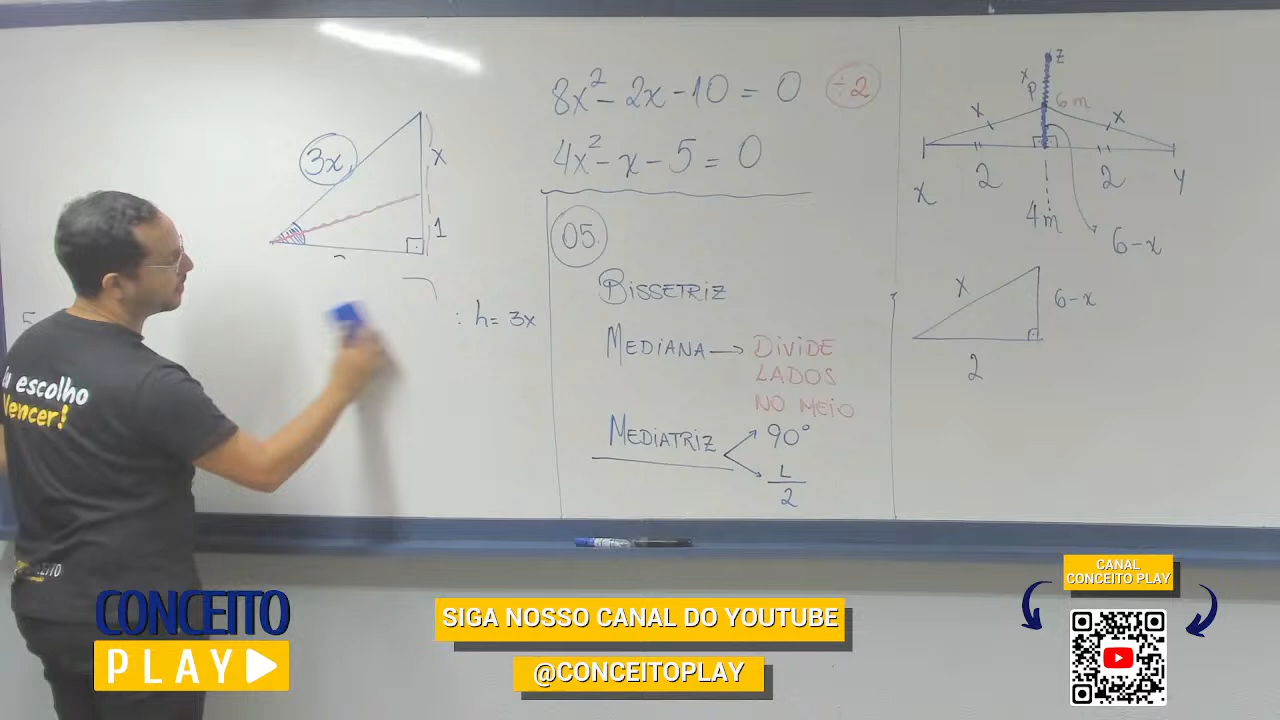 3x
x
1
5
: h = 3x
8x² - 2x - 10 = 0 ÷2
4x² - x - 5 = 0
05
BISSETRIZ
MEDIANA → DIVIDE
LADOS
NO MEIO
MEDIATRIZ
90°
L
2
Z
x
P
6m
x
x
x
2
2
y
4m
6-x
x
6-x
2
Eu escolho
Vencer!
CONCEITO
PLAY
SIGA NOSSO CANAL DO YOUTUBE
@CONCEITOPLAY
CANAL
CONCEITO PLAY